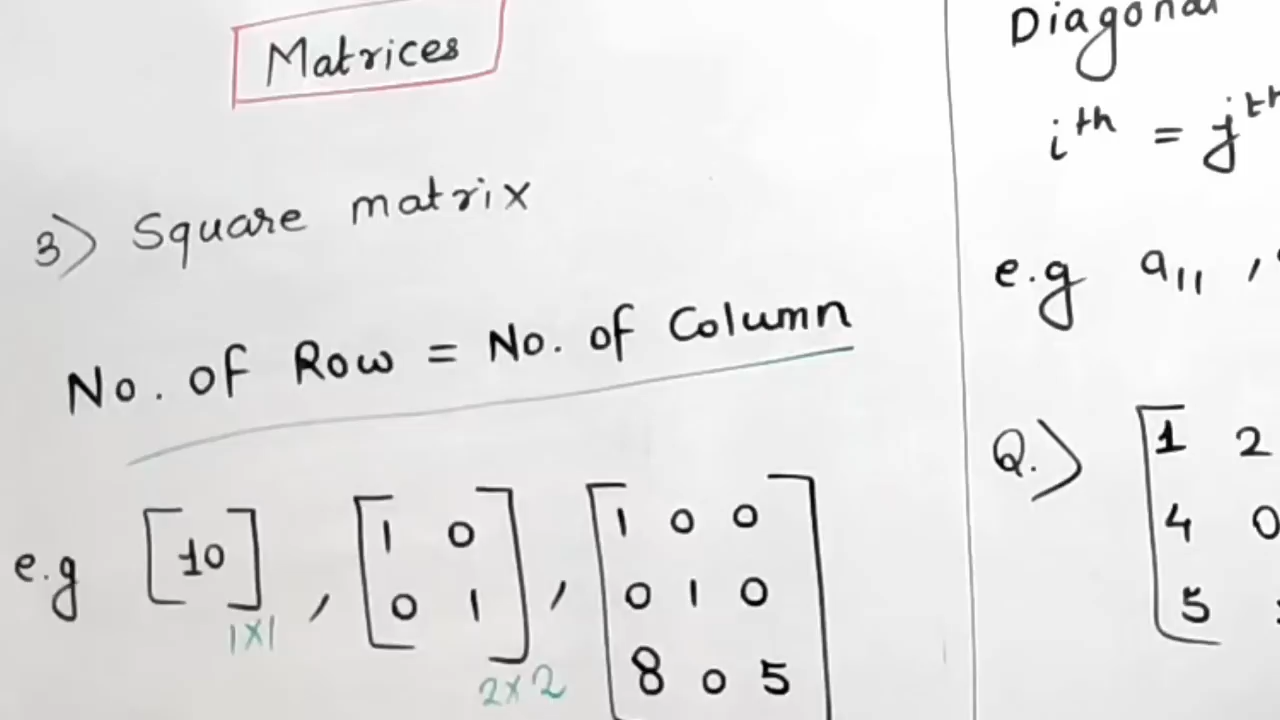 Matrices
3) Square matrix
No. of Row = No. of Column
e.g [10] , [1 0 , [1 0 0
0 1] 0 1 0
1x1 2x2 8 0 5
Diagonal
i th = j th
e.g a11 ,
Q.) [1 2
4 0
5